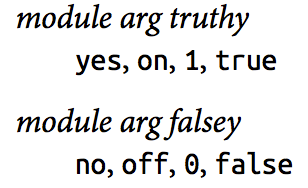 module arg truthy
yes, on, 1, true
module arg falsey
no, off, 0, false